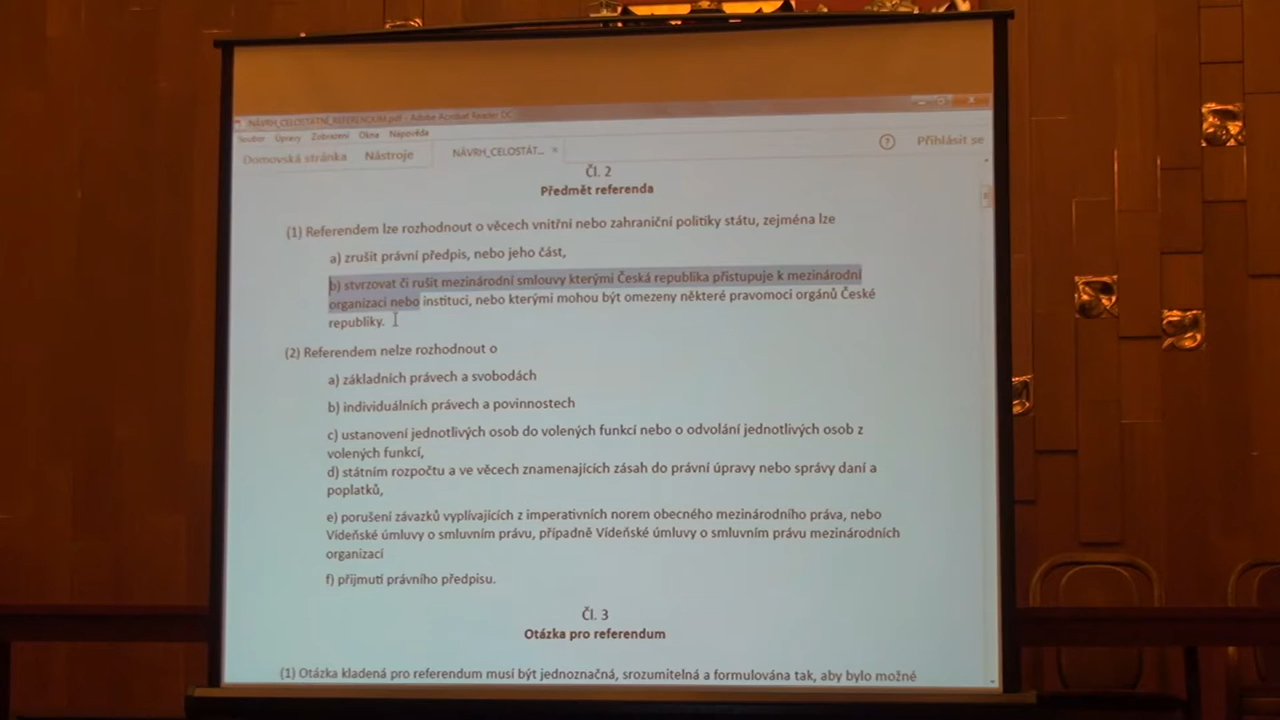 NÁVRH_CELOSTÁTNÍ_REFERENDUM.pdf - Adobe Acrobat Reader DC
Soubor Úpravy Zobrazení Okna Nápověda
Domovská stránka Nástroje NÁVRH_CELOSTÁT... × ? Přihlásit se
Čl. 2
Předmět referenda
(1) Referendem lze rozhodnout o věcech vnitřní nebo zahraniční politiky státu, zejména lze
a) zrušit právní předpis, nebo jeho část,
b) stvrzovat či rušit mezinárodní smlouvy kterými Česká republika přistupuje k mezinárodní
organizaci nebo instituci, nebo kterými mohou být omezeny některé pravomoci orgánů České
republiky.
(2) Referendem nelze rozhodnout o
a) základních právech a svobodách
b) individuálních právech a povinnostech
c) ustanovení jednotlivých osob do volených funkcí nebo o odvolání jednotlivých osob z
volených funkcí,
d) státním rozpočtu a ve věcech znamenajících zásah do právní úpravy nebo správy daní a
poplatků,
e) porušení závazků vyplívajících z imperativních norem obecného mezinárodního práva, nebo
Vídeňské úmluvy o smluvním právu, případně Vídeňské úmluvy o smluvním právu mezinárodních
organizací
f) přijmutí právního předpisu.
Čl. 3
Otázka pro referendum
(1) Otázka kladená pro referendum musí být jednoznačná, srozumitelná a formulována tak, aby bylo možné